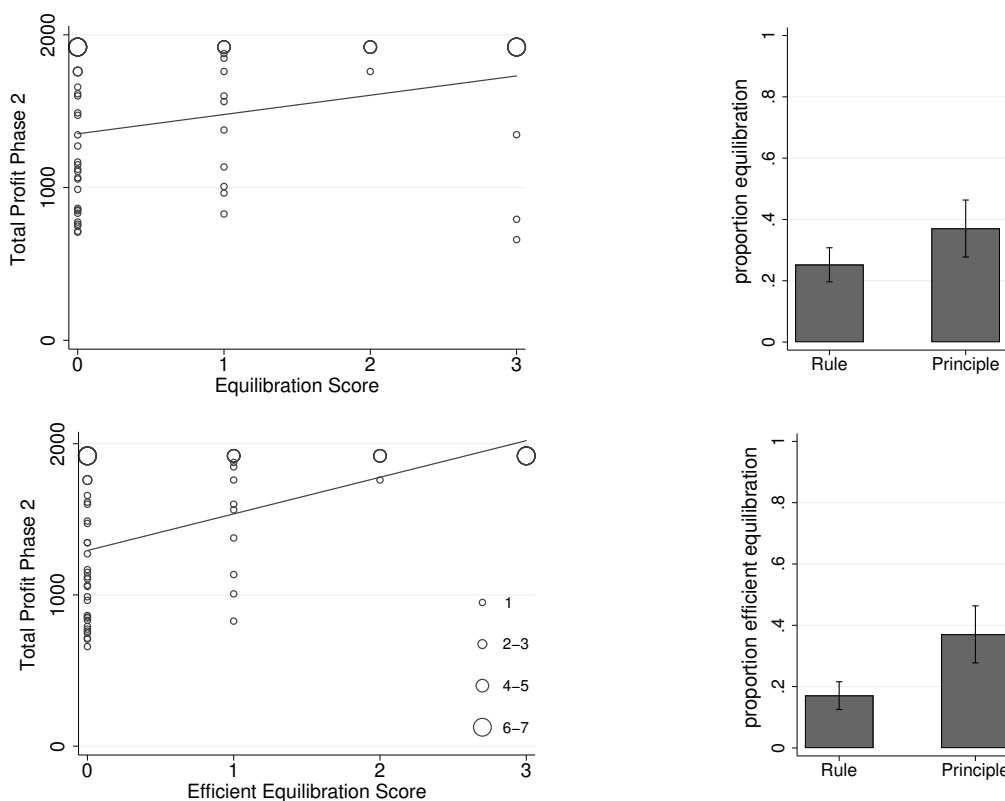 Total Profit Phase 2
2000
1000
0
0 1 2 3
Equilibration Score
proportion equilibration
1
.8
.6
.4
.2
0
Rule Principle
Total Profit Phase 2
2000
1000
0
1
2−3
4−5
6−7
0 1 2 3
Efficient Equilibration Score
proportion efficient equilibration
1
.8
.6
.4
.2
0
Rule Principle